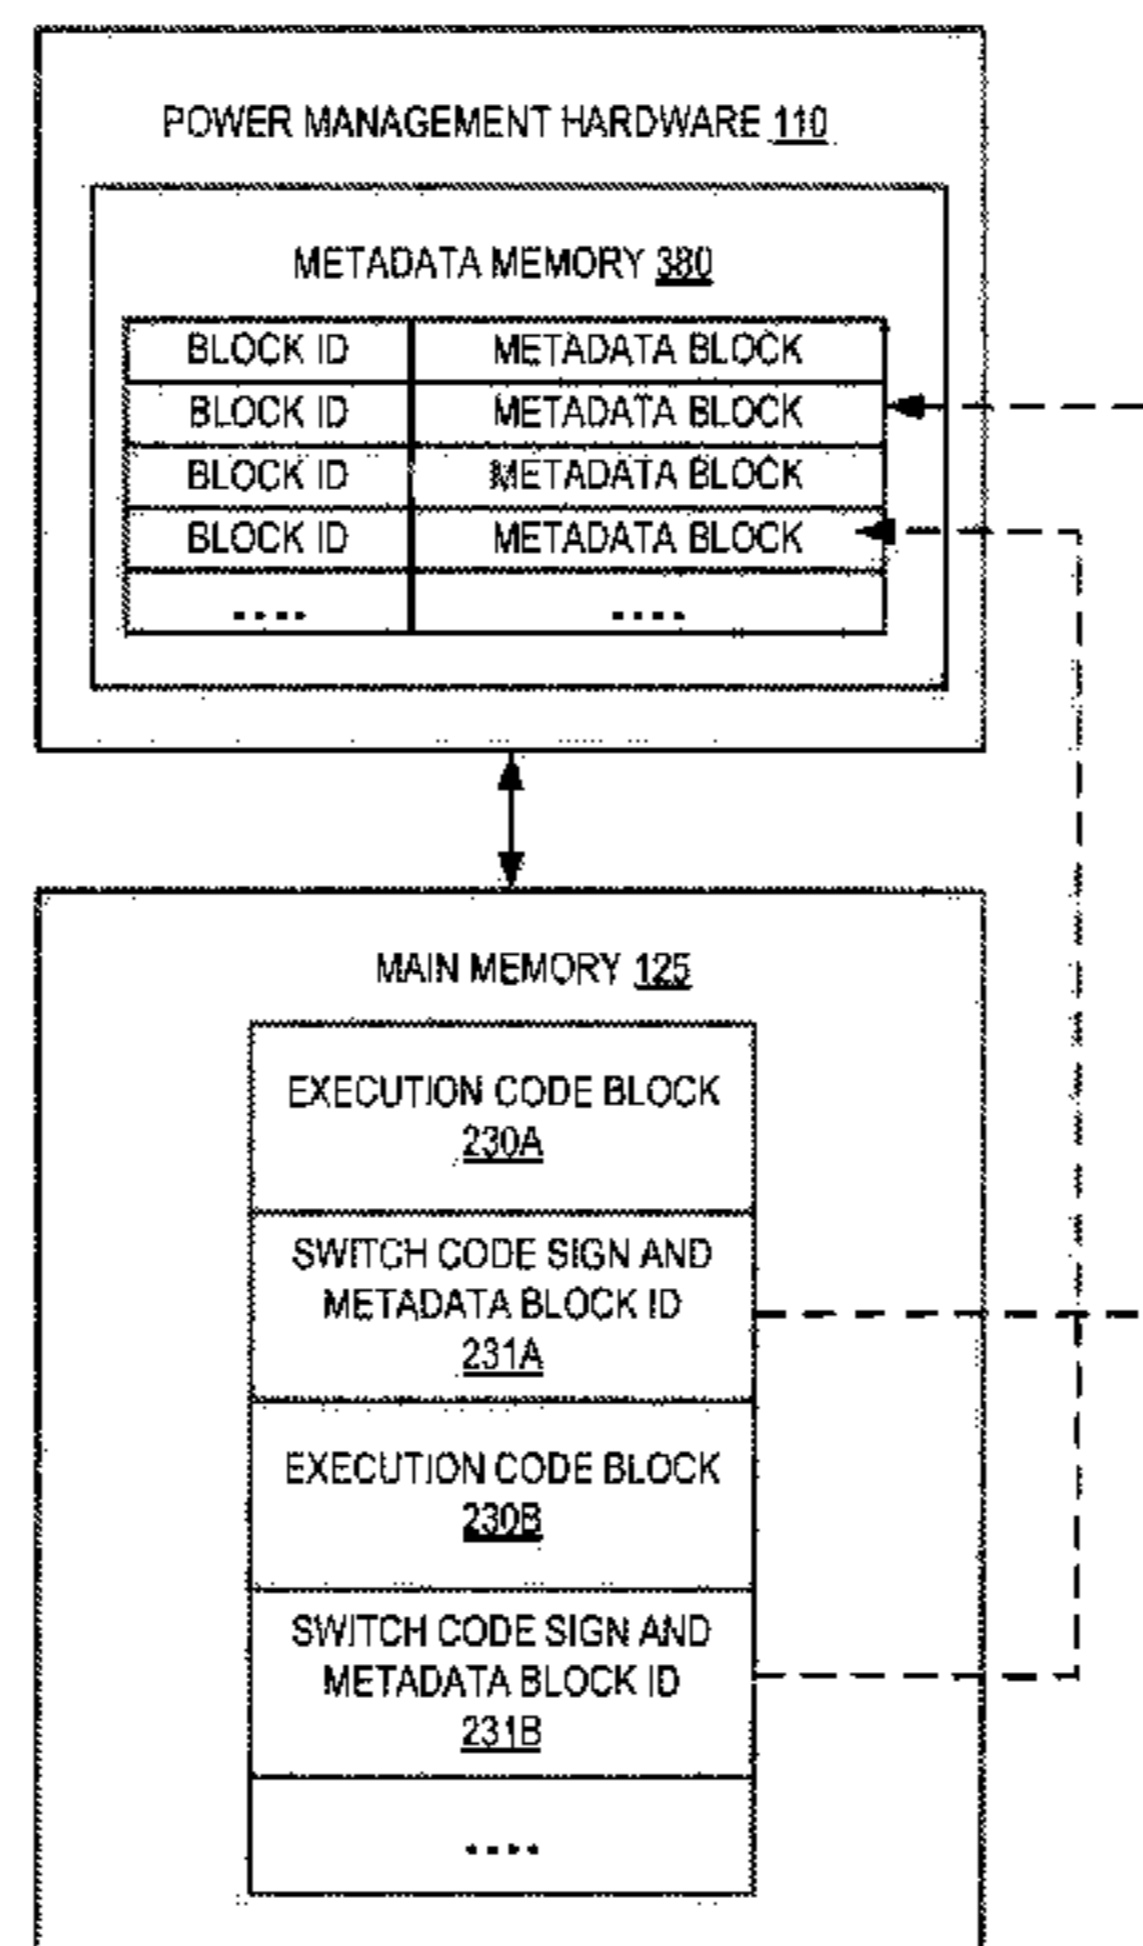 POWER MANAGEMENT HARDWARE 110
METADATA MEMORY 380
BLOCK ID METADATA BLOCK
BLOCK ID METADATA BLOCK
BLOCK ID METADATA BLOCK
BLOCK ID METADATA BLOCK
.... ....
MAIN MEMORY 125
EXECUTION CODE BLOCK
230A
SWITCH CODE SIGN AND
METADATA BLOCK ID
231A
EXECUTION CODE BLOCK
230B
SWITCH CODE SIGN AND
METADATA BLOCK ID
231B
....